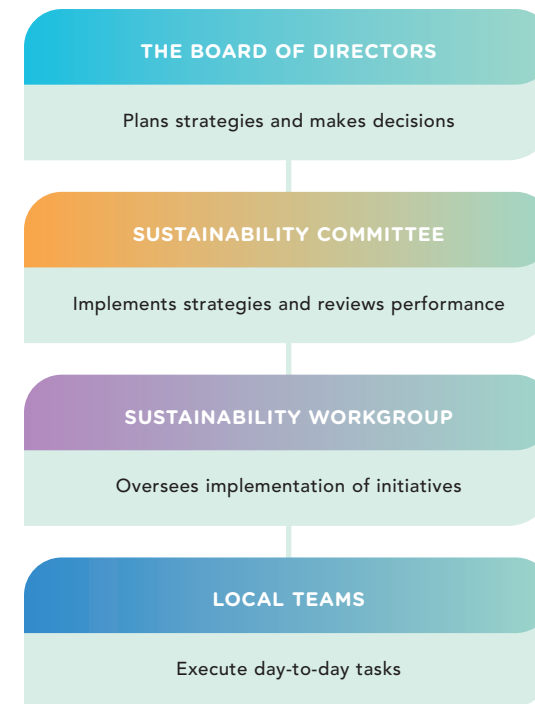 THE BOARD OF DIRECTORS
Plans strategies and makes decisions
SUSTAINABILITY COMMITTEE
Implements strategies and reviews performance
SUSTAINABILITY WORKGROUP
Oversees implementation of initiatives
LOCAL TEAMS
Execute day-to-day tasks